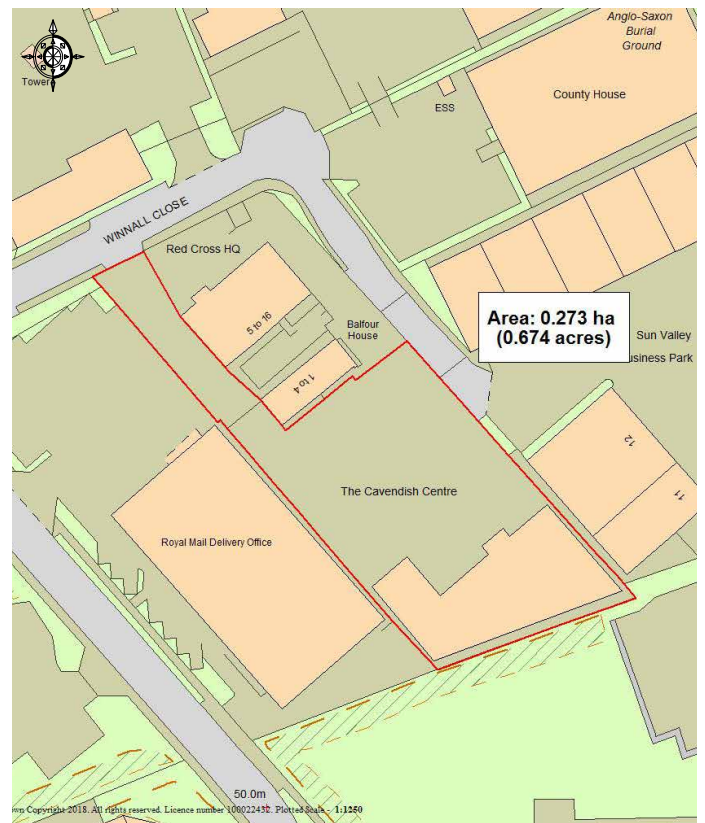 Anglo-Saxon
Burial
Ground
Tower
County House
ESS
WINNALL CLOSE
Red Cross HQ
5 to 16
Balfour
House
1 to 4
Area: 0.273 ha
(0.674 acres)
Sun Valley
usiness Park
12
11
The Cavendish Centre
Royal Mail Delivery Office
50.0m
wn Copyright 2018. All rights reserved. Licence number 100022432. Plotted Scale - 1:1250